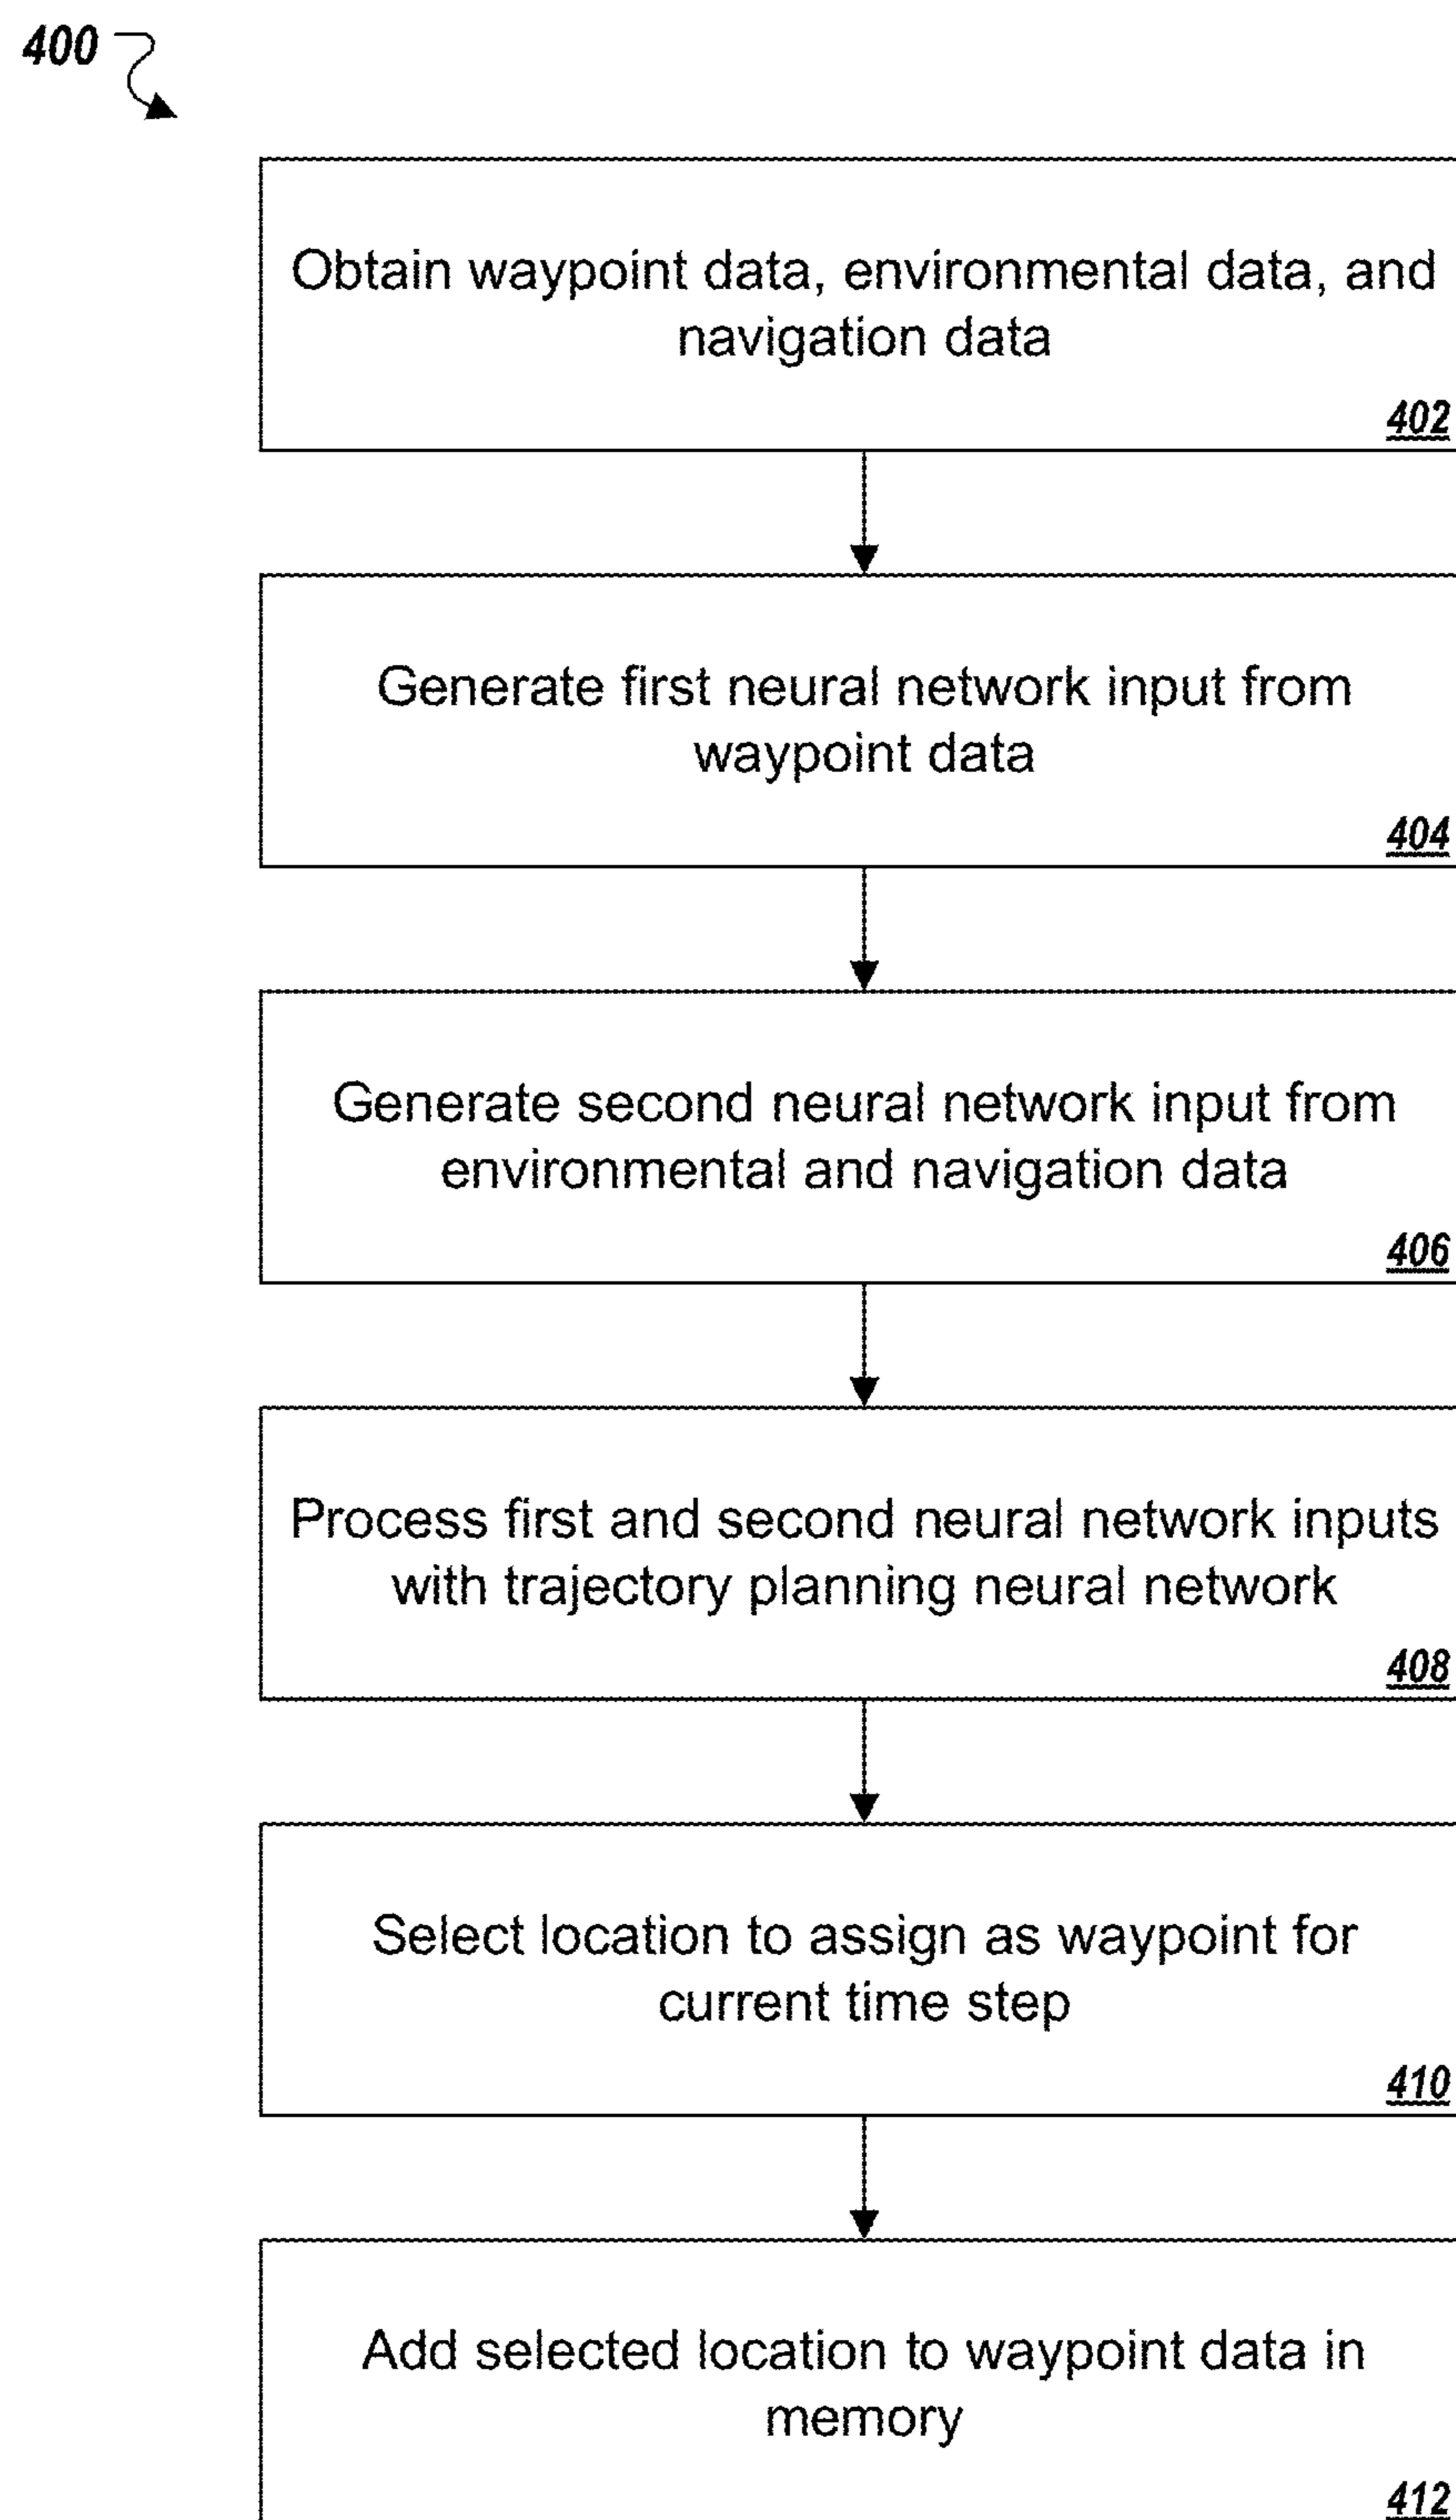 400
Obtain waypoint data, environmental data, and
navigation data
402
Generate first neural network input from
waypoint data
404
Generate second neural network input from
environmental and navigation data
406
Process first and second neural network inputs
with trajectory planning neural network
408
Select location to assign as waypoint for
current time step
410
Add selected location to waypoint data in
memory
412